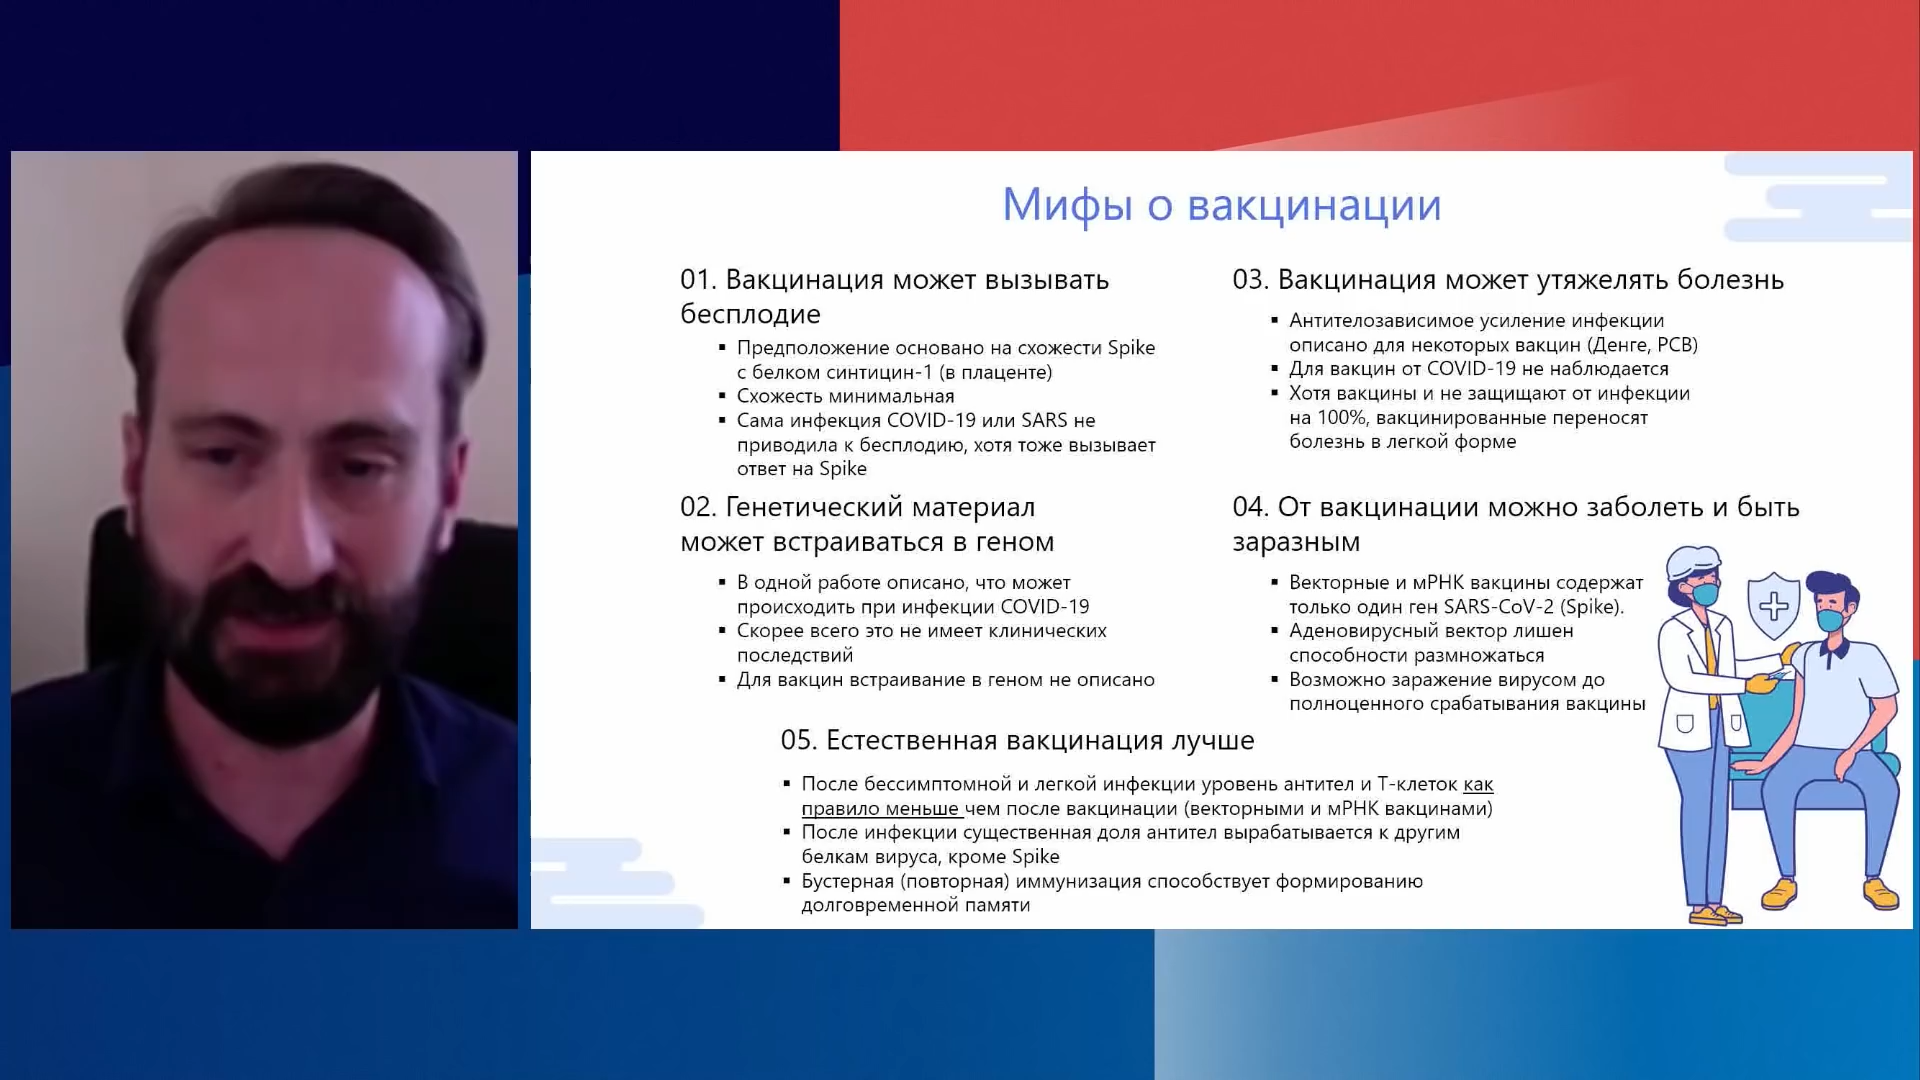 Мифы о вакцинации
01. Вакцинация может вызывать
бесплодие
▪ Предположение основано на схожести Spike
с белком синтицин-1 (в плаценте)
▪ Схожесть минимальная
▪ Сама инфекция COVID-19 или SARS не
приводила к бесплодию, хотя тоже вызывает
ответ на Spike
02. Генетический материал
может встраиваться в геном
▪ В одной работе описано, что может
происходить при инфекции COVID-19
▪ Скорее всего это не имеет клинических
последствий
▪ Для вакцин встраивание в геном не описано
03. Вакцинация может утяжелять болезнь
▪ Антителозависимое усиление инфекции
описано для некоторых вакцин (Денге, РСВ)
▪ Для вакцин от COVID-19 не наблюдается
▪ Хотя вакцины и не защищают от инфекции
на 100%, вакцинированные переносят
болезнь в легкой форме
04. От вакцинации можно заболеть и быть
заразным
▪ Векторные и мРНК вакцины содержат
только один ген SARS-CoV-2 (Spike).
▪ Аденовирусный вектор лишен
способности размножаться
▪ Возможно заражение вирусом до
полноценного срабатывания вакцины
05. Естественная вакцинация лучше
▪ После бессимптомной и легкой инфекции уровень антител и Т-клеток как
правило меньше чем после вакцинации (векторными и мРНК вакцинами)
▪ После инфекции существенная доля антител вырабатывается к другим
белкам вируса, кроме Spike
▪ Бустерная (повторная) иммунизация способствует формированию
долговременной памяти